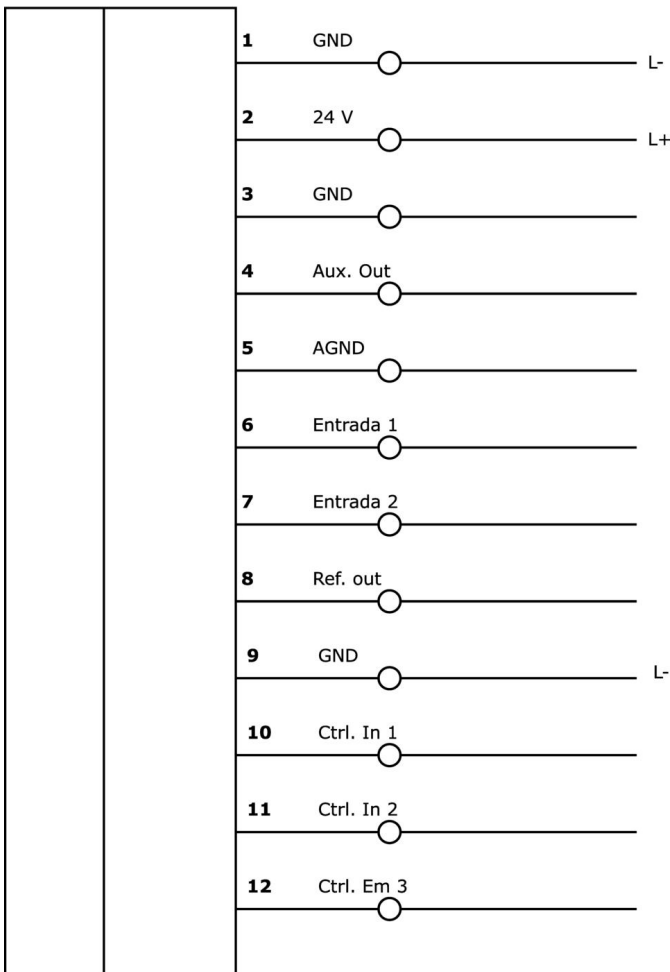 1 GND
L-
2 24 V
L+
3 GND
4 Aux. Out
5 AGND
6 Entrada 1
7 Entrada 2
8 Ref. out
9 GND
L-
10 Ctrl. In 1
11 Ctrl. In 2
12 Ctrl. Em 3